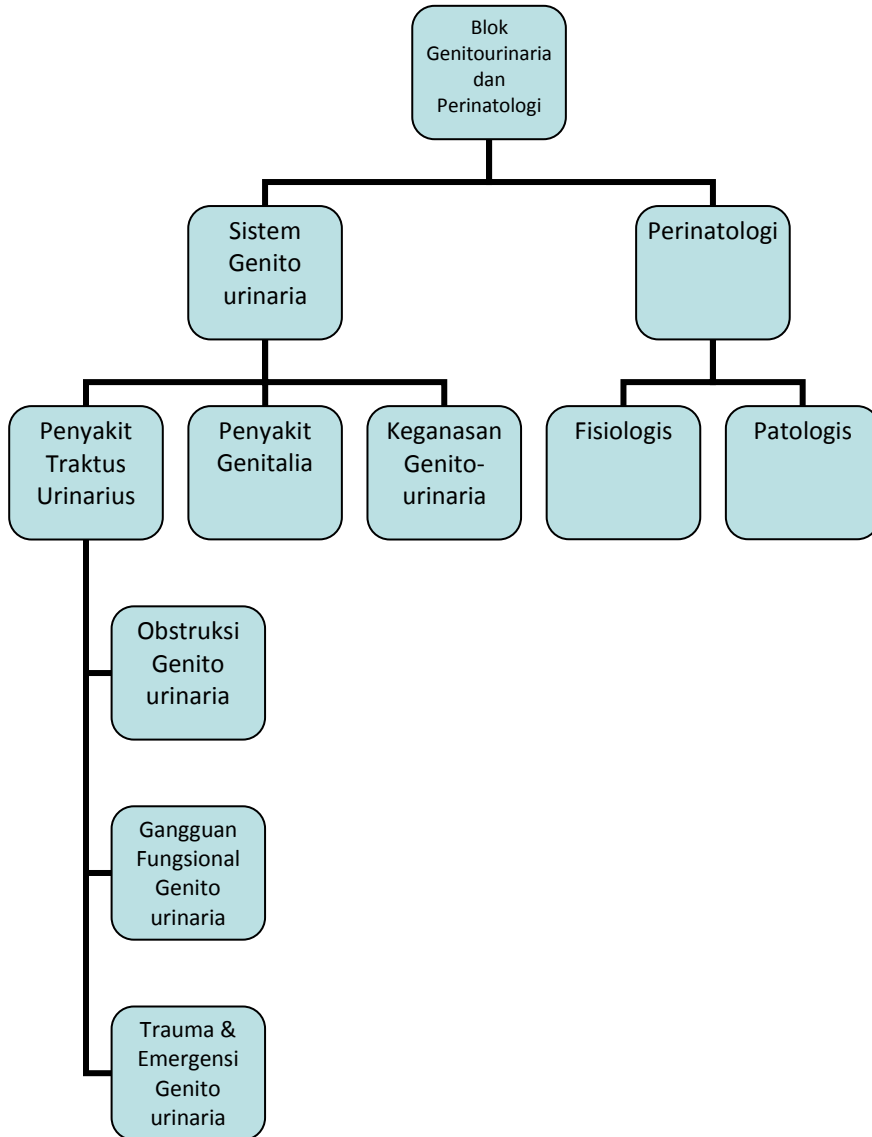 Blok
Genitourinaria
dan
Perinatologi
Sistem
Genito
urinaria
Perinatologi
Penyakit
Traktus
Urinarius
Penyakit
Genitalia
Keganasan
Genito-
urinaria
Fisiologis
Patologis
Obstruksi
Genito
urinaria
Gangguan
Fungsional
Genito
urinaria
Trauma &
Emergensi
Genito
urinaria